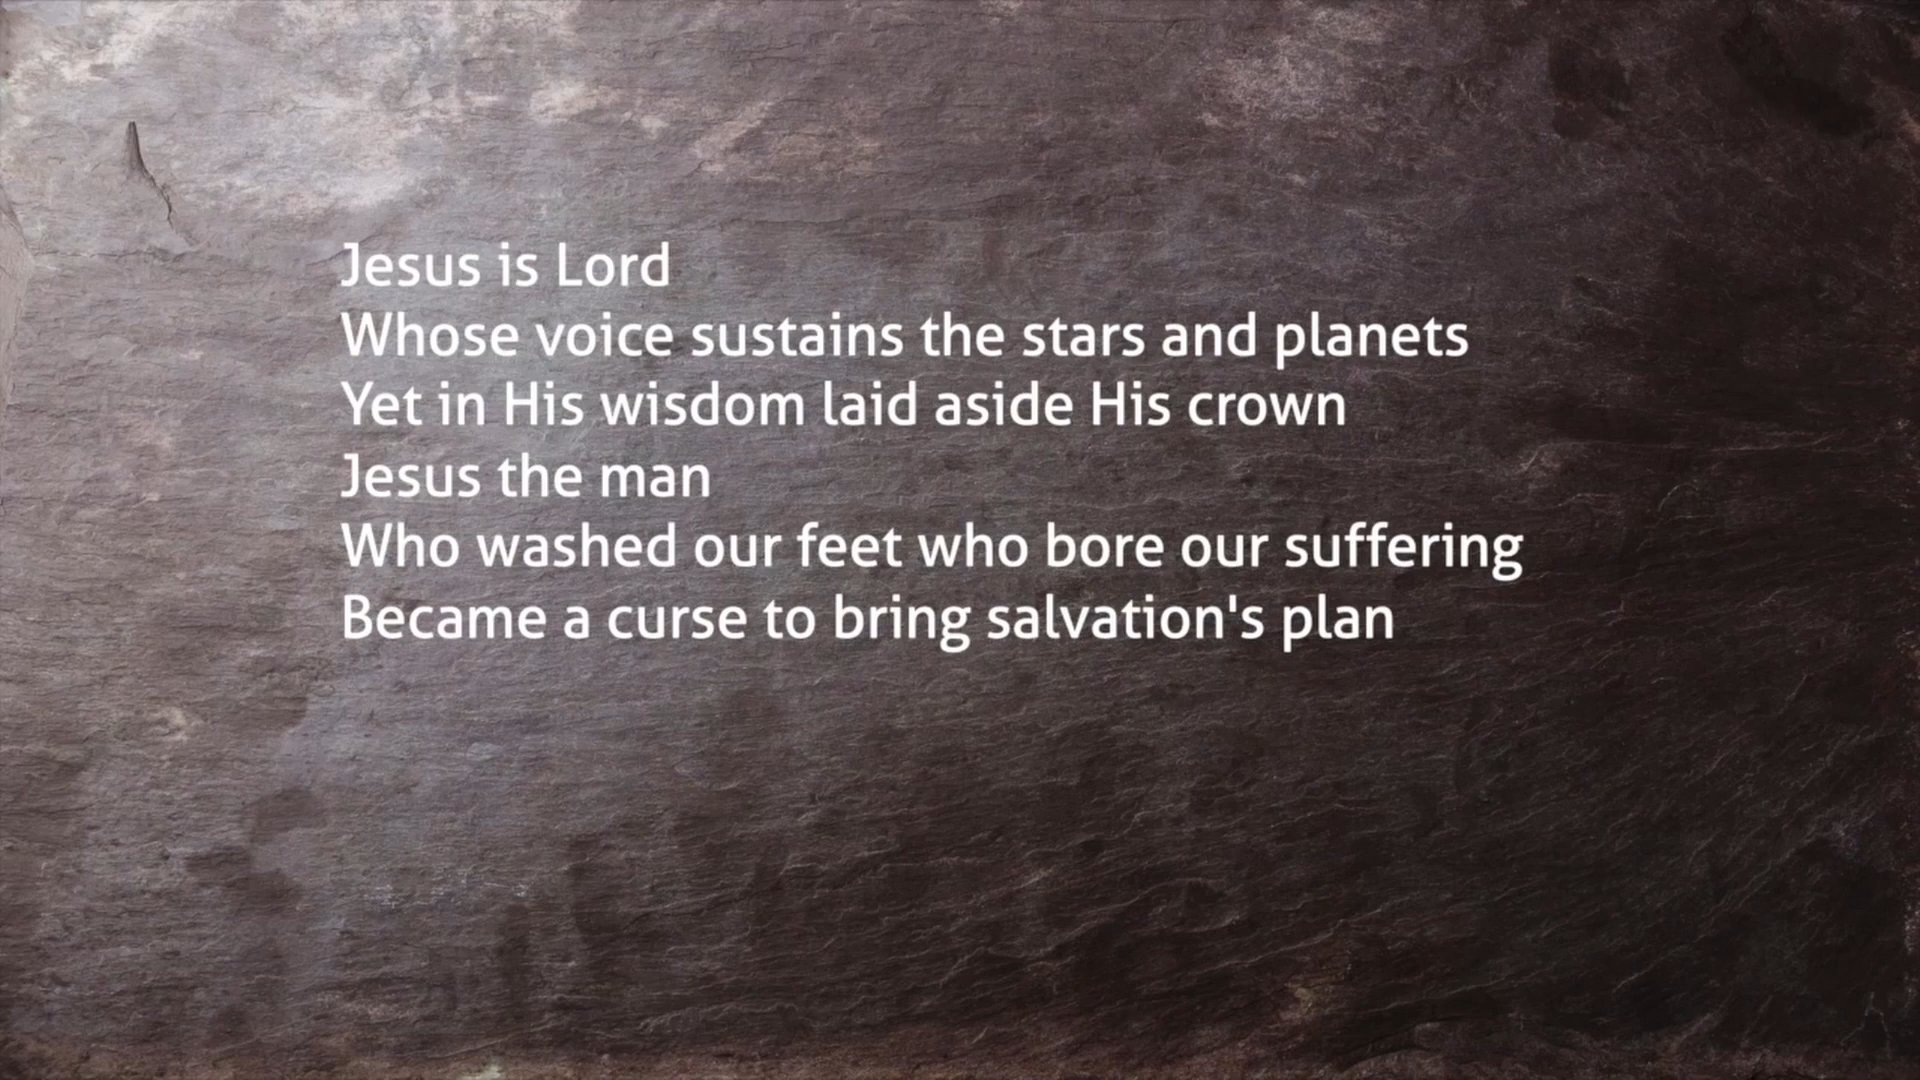 Jesus is Lord
Whose voice sustains the stars and planets
Yet in His wisdom laid aside His crown
Jesus the man
Who washed our feet who bore our suffering
Became a curse to bring salvation's plan